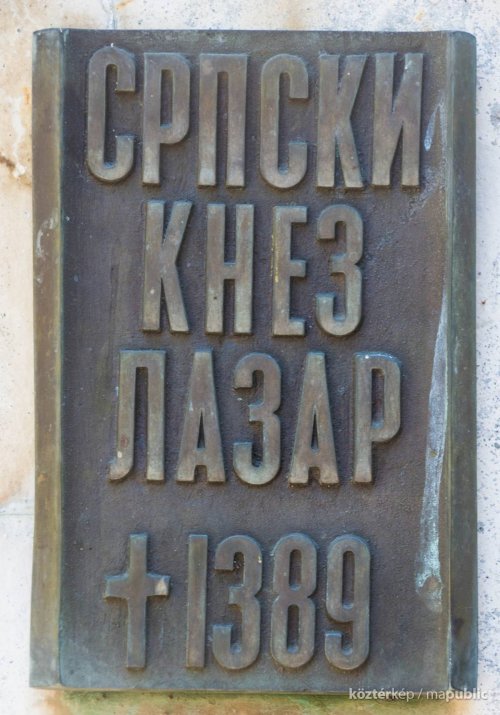 СРПСКИ
КНЕЗ
ЛАЗАР
✝ 1389
köztérkép / mapublic